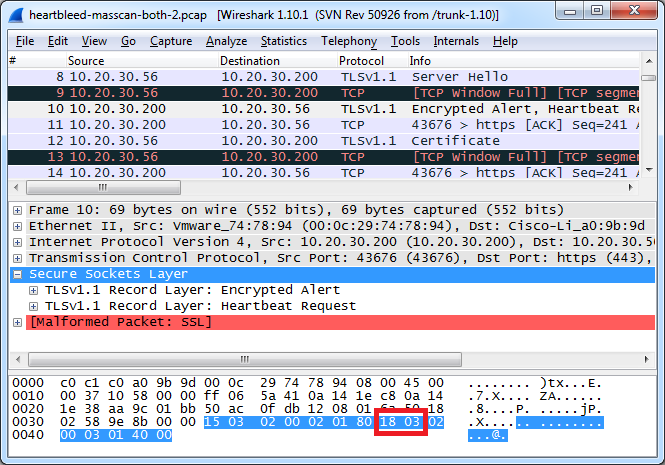 heartbleed-masscan-both-2.pcap [Wireshark 1.10.1 (SVN Rev 50926 from /trunk-1.10)]
File Edit View Go Capture Analyze Statistics Telephony Tools Internals Help
# Source Destination Protocol Info
8 10.20.30.56 10.20.30.200 TLSv1.1 Server Hello
9 10.20.30.56 10.20.30.200 TCP [TCP Window Full] [TCP segmen
10 10.20.30.200 10.20.30.56 TLSv1.1 Encrypted Alert, Heartbeat Re
11 10.20.30.200 10.20.30.56 TCP 43676 > https [ACK] Seq=241 A
12 10.20.30.56 10.20.30.200 TLSv1.1 Certificate
13 10.20.30.56 10.20.30.200 TCP [TCP Window Full] [TCP segmen
14 10.20.30.200 10.20.30.56 TCP 43676 > https [ACK] Seq=241 A
Frame 10: 69 bytes on wire (552 bits), 69 bytes captured (552 bits)
Ethernet II, Src: Vmware_74:78:94 (00:0c:29:74:78:94), Dst: Cisco-Li_a0:9b:9d
Internet Protocol Version 4, Src: 10.20.30.200 (10.20.30.200), Dst: 10.20.30.56
Transmission Control Protocol, Src Port: 43676 (43676), Dst Port: https (443),
Secure Sockets Layer
TLSv1.1 Record Layer: Encrypted Alert
TLSv1.1 Record Layer: Heartbeat Request
[Malformed Packet: SSL]
0000 c0 c1 c0 a0 9b 9d 00 0c 29 74 78 94 08 00 45 00 ........ )tx...E.
0010 00 37 10 58 00 00 ff 06 5a 41 0a 14 1e c8 0a 14 .7.X.... ZA......
0020 1e 38 aa 9c 01 bb 50 ac 0f db 12 08 01 6a 50 18 .8....P. .....jP.
0030 02 58 9e 8b 00 00 15 03 02 00 02 01 80 18 03 02 .X...... ........
0040 00 03 01 40 00 ...@.